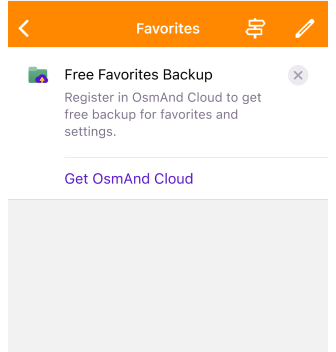 Favorites
Free Favorites Backup
Register in OsmAnd Cloud to get
free backup for favorites and
settings.
Get OsmAnd Cloud